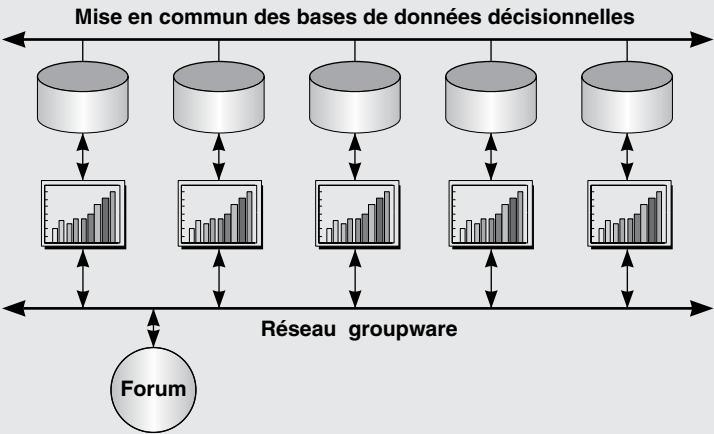 Mise en commun des bases de données décisionnelles
Réseau groupware
Forum